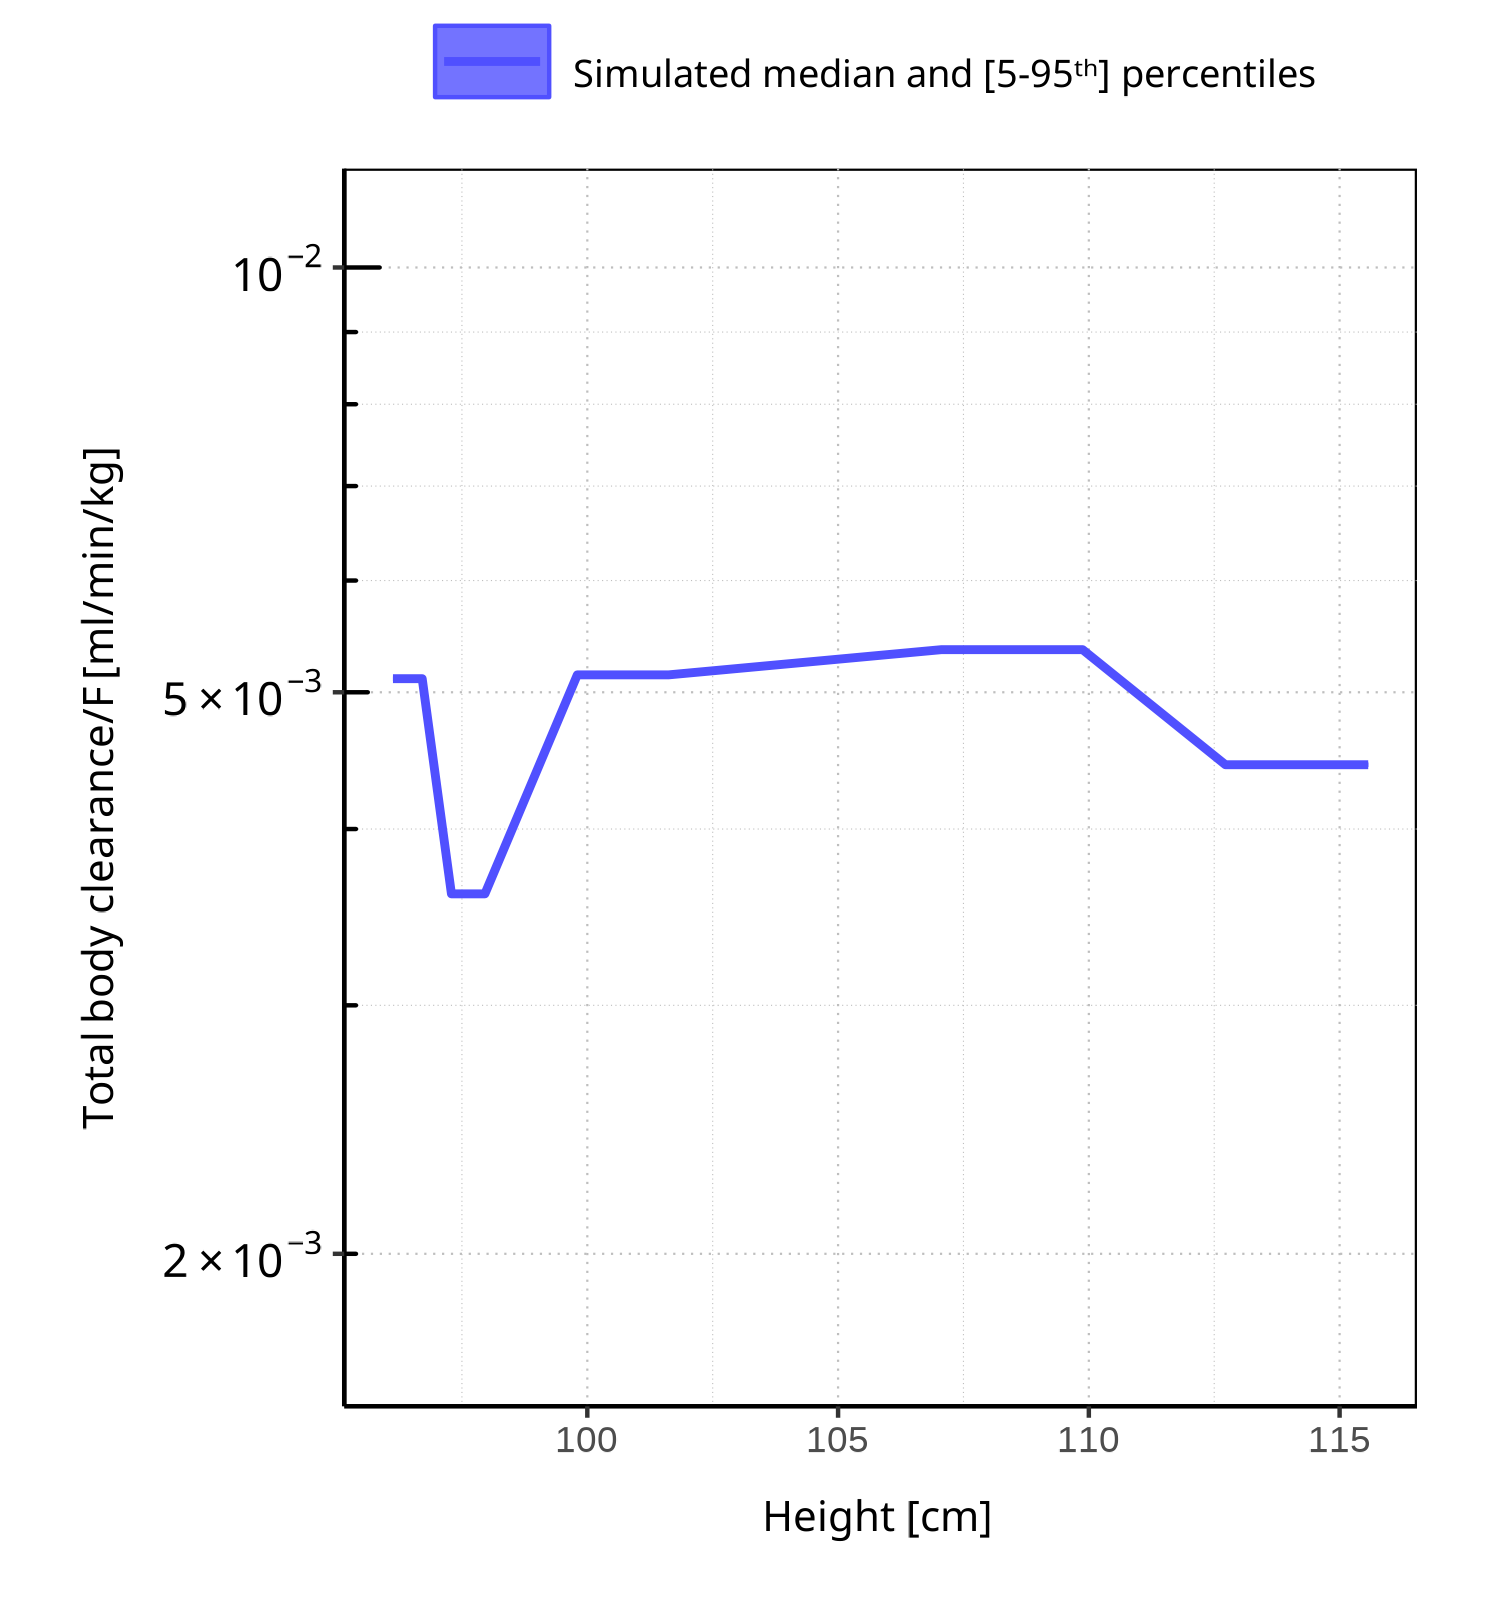 Simulated median and [5-95ᵗʰ] percentiles
10⁻²
5 × 10⁻³
2 × 10⁻³
Total body clearance/F [ml/min/kg]
100 105 110 115
Height [cm]